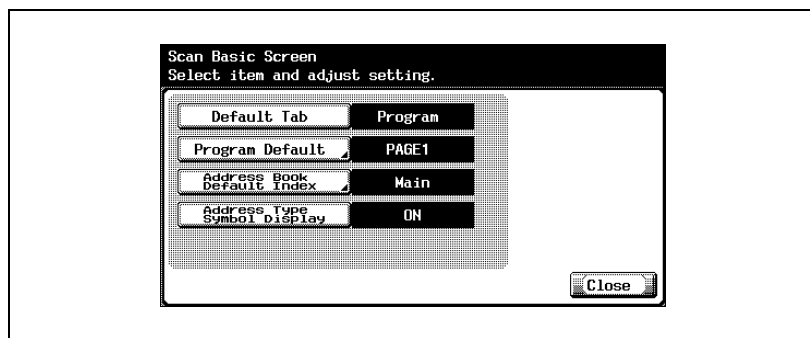 Scan Basic Screen
Select item and adjust setting.
Default Tab Program
Program Default PAGE1
Address Book
Default Index Main
Address Type
Symbol Display ON
Close